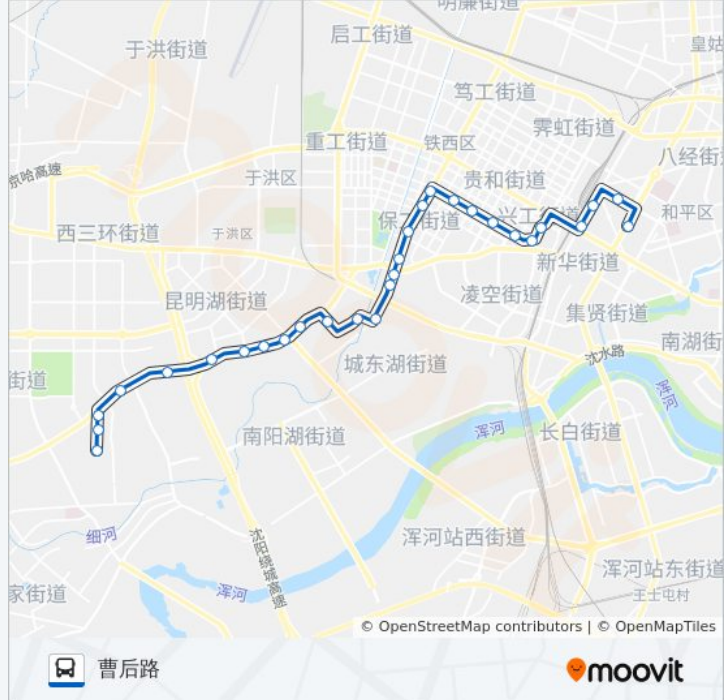 明廉街道
启工街道
于洪街道
皇姑
笃工街道
霁虹街道
重工街道
铁西区
八经街
京哈高速
于洪区
贵和街道
兴工街道
保工街道
和平区
西三环街道
于洪区
新华街道
昆明湖街道
凌空街道
集贤街道
南湖街
沈水路
城东湖街道
街道
浑河
南阳湖街道
浑河
长白街道
细河
沈阳绕城高速
浑河站西街道
浑河站东街道
家街道
浑河
王士屯村
© OpenStreetMap contributors | © OpenMapTiles
曹后路
moovit